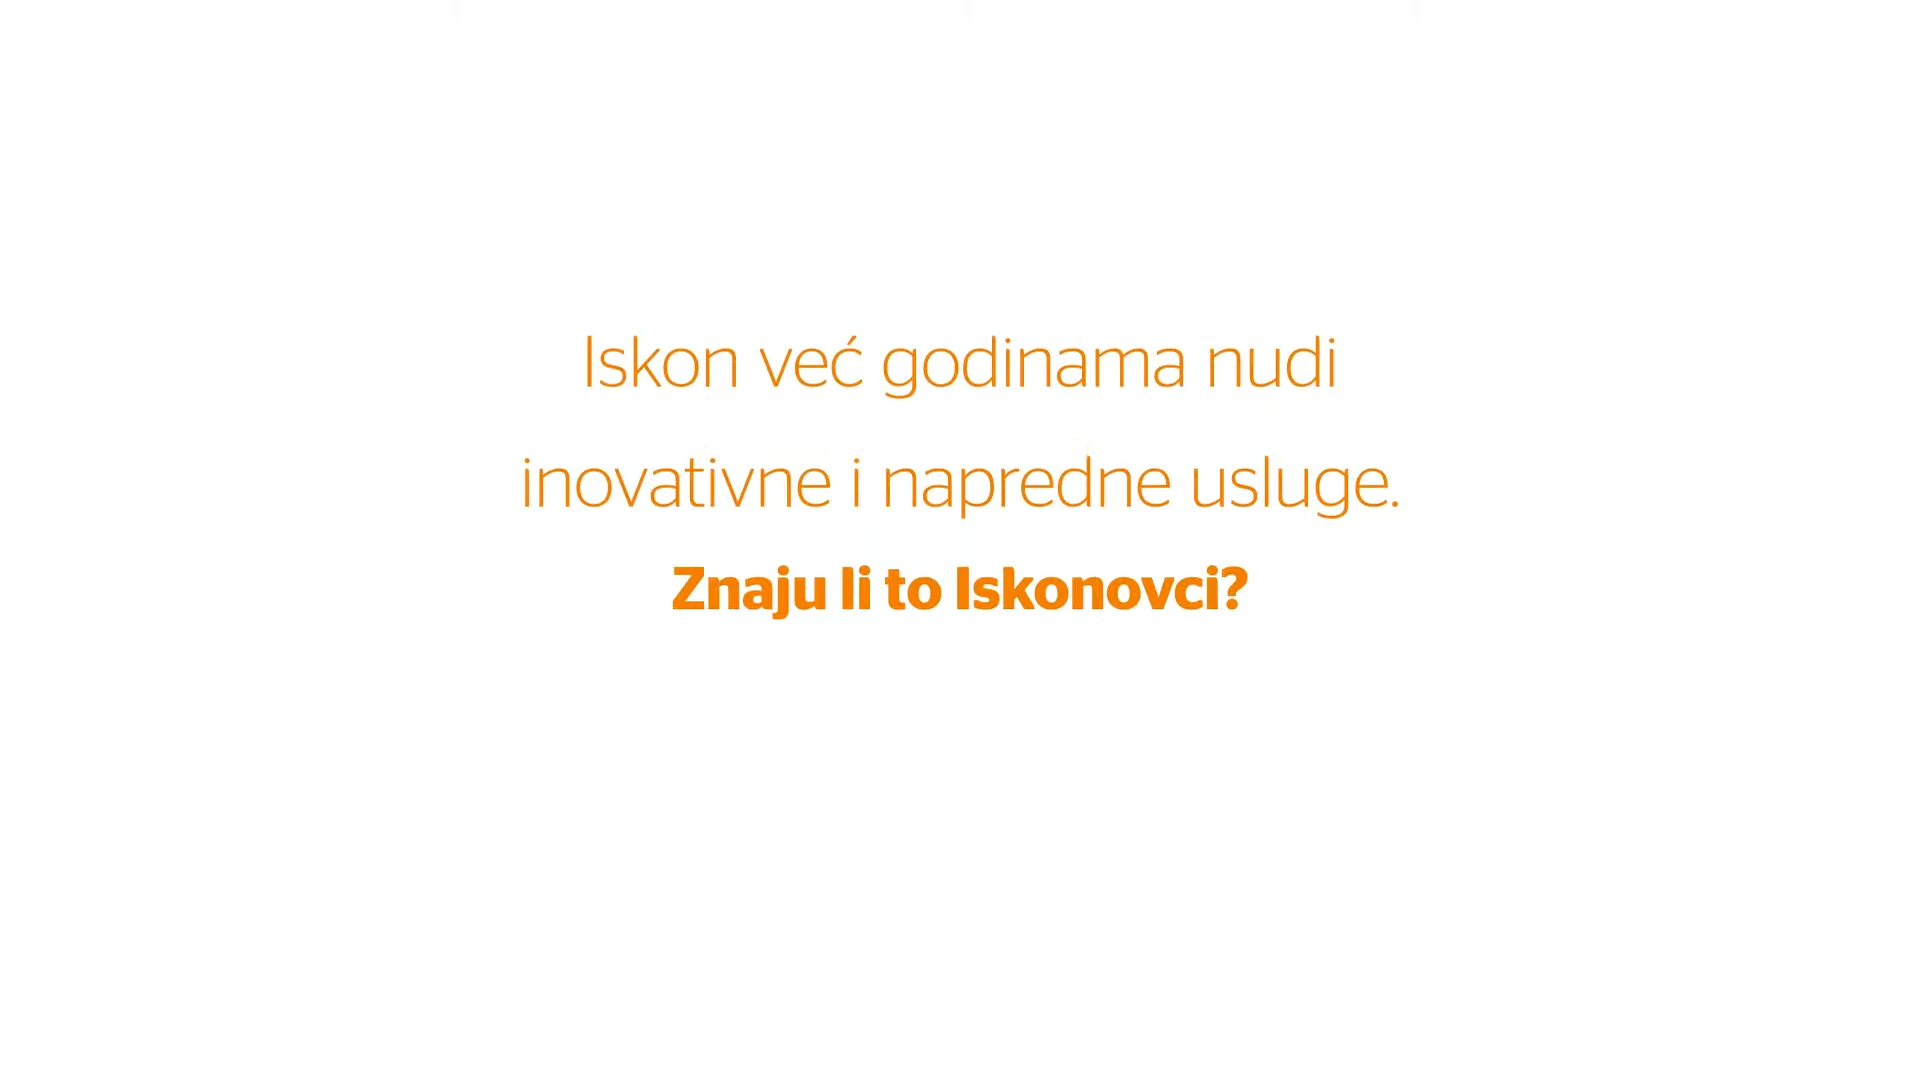 Iskon već godinama nudi
inovativne i napredne usluge.
Znaju li to Iskonovci?